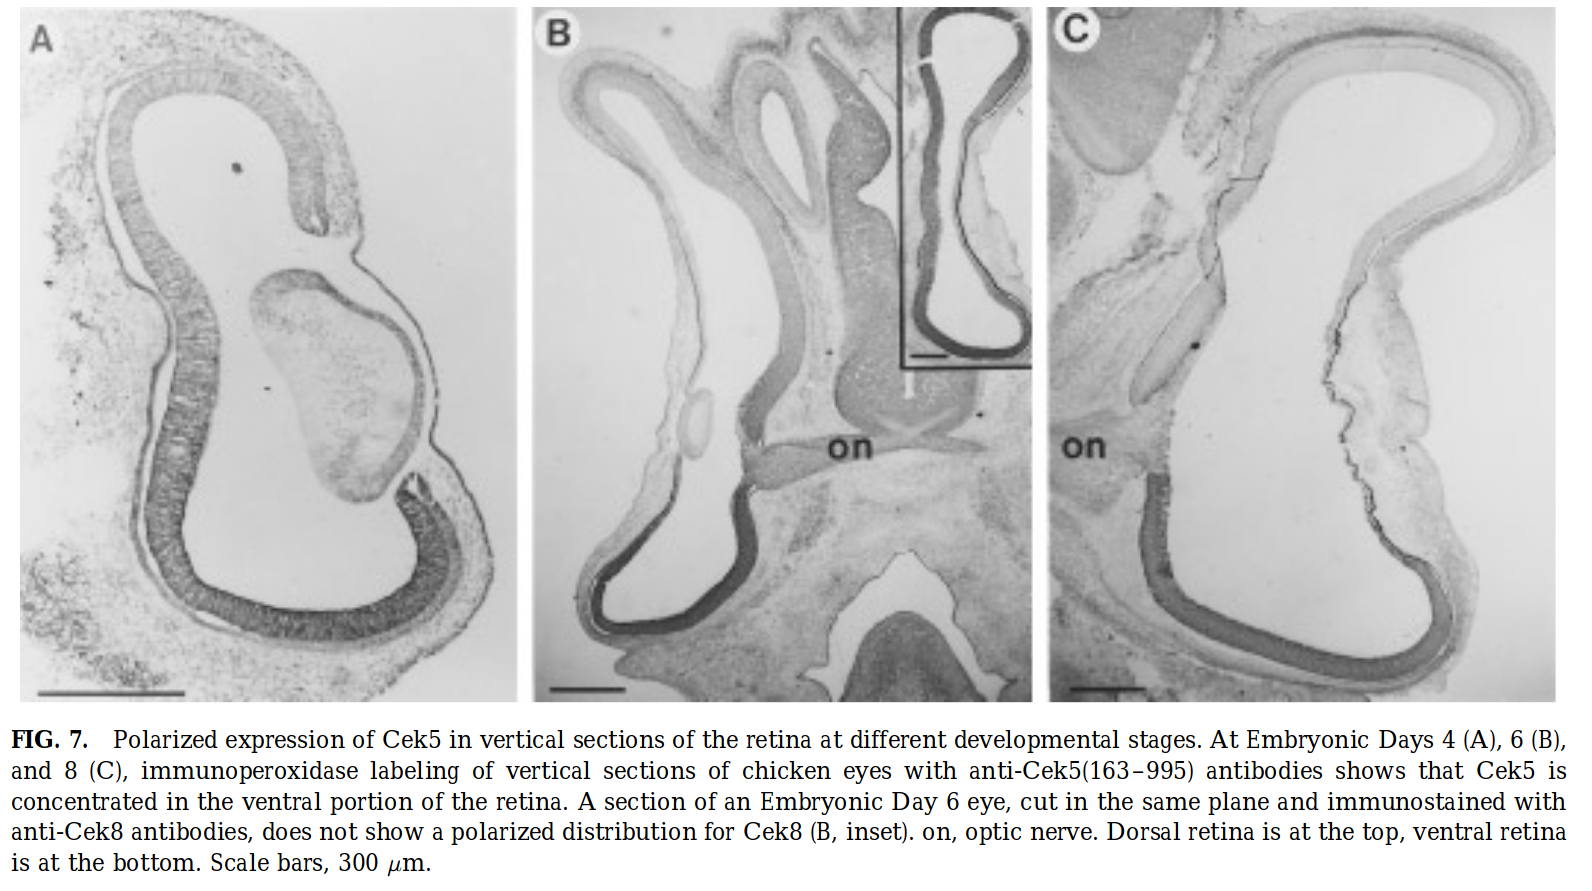 A
B
C
on
on
FIG. 7. Polarized expression of Cek5 in vertical sections of the retina at different developmental stages. At Embryonic Days 4 (A), 6 (B),
and 8 (C), immunoperoxidase labeling of vertical sections of chicken eyes with anti-Cek5(163–995) antibodies shows that Cek5 is
concentrated in the ventral portion of the retina. A section of an Embryonic Day 6 eye, cut in the same plane and immunostained with
anti-Cek8 antibodies, does not show a polarized distribution for Cek8 (B, inset). on, optic nerve. Dorsal retina is at the top, ventral retina
is at the bottom. Scale bars, 300 μm.